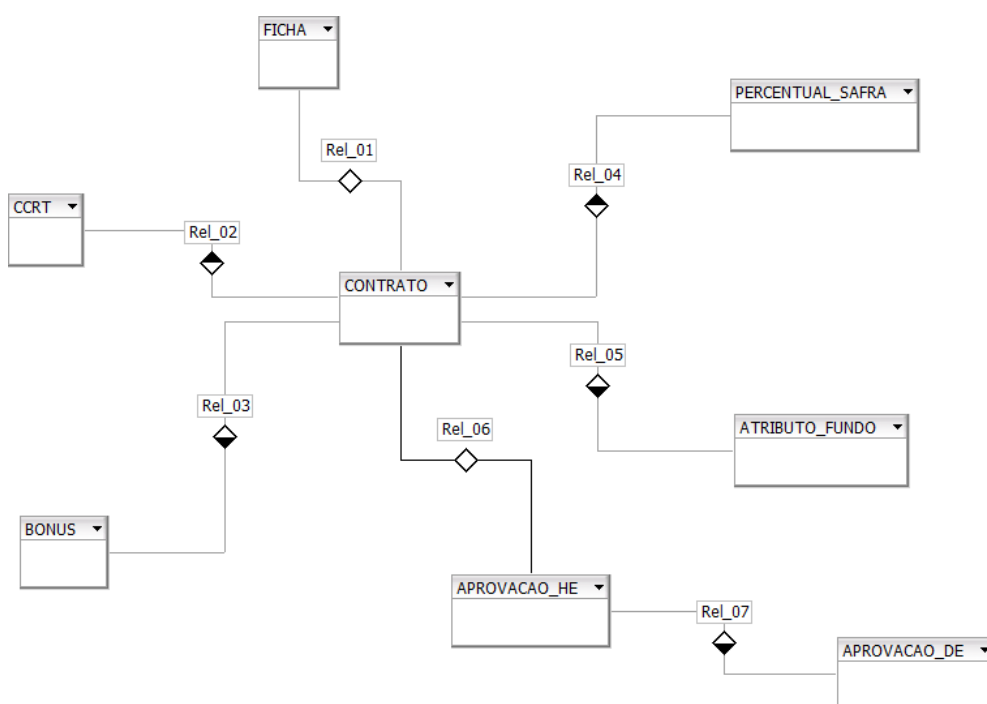 FICHA
PERCENTUAL_SAFRA
Rel_01
Rel_04
CCRT
Rel_02
CONTRATO
Rel_05
Rel_03
ATRIBUTO_FUNDO
Rel_06
BONUS
APROVACAO_HE
Rel_07
APROVACAO_DE